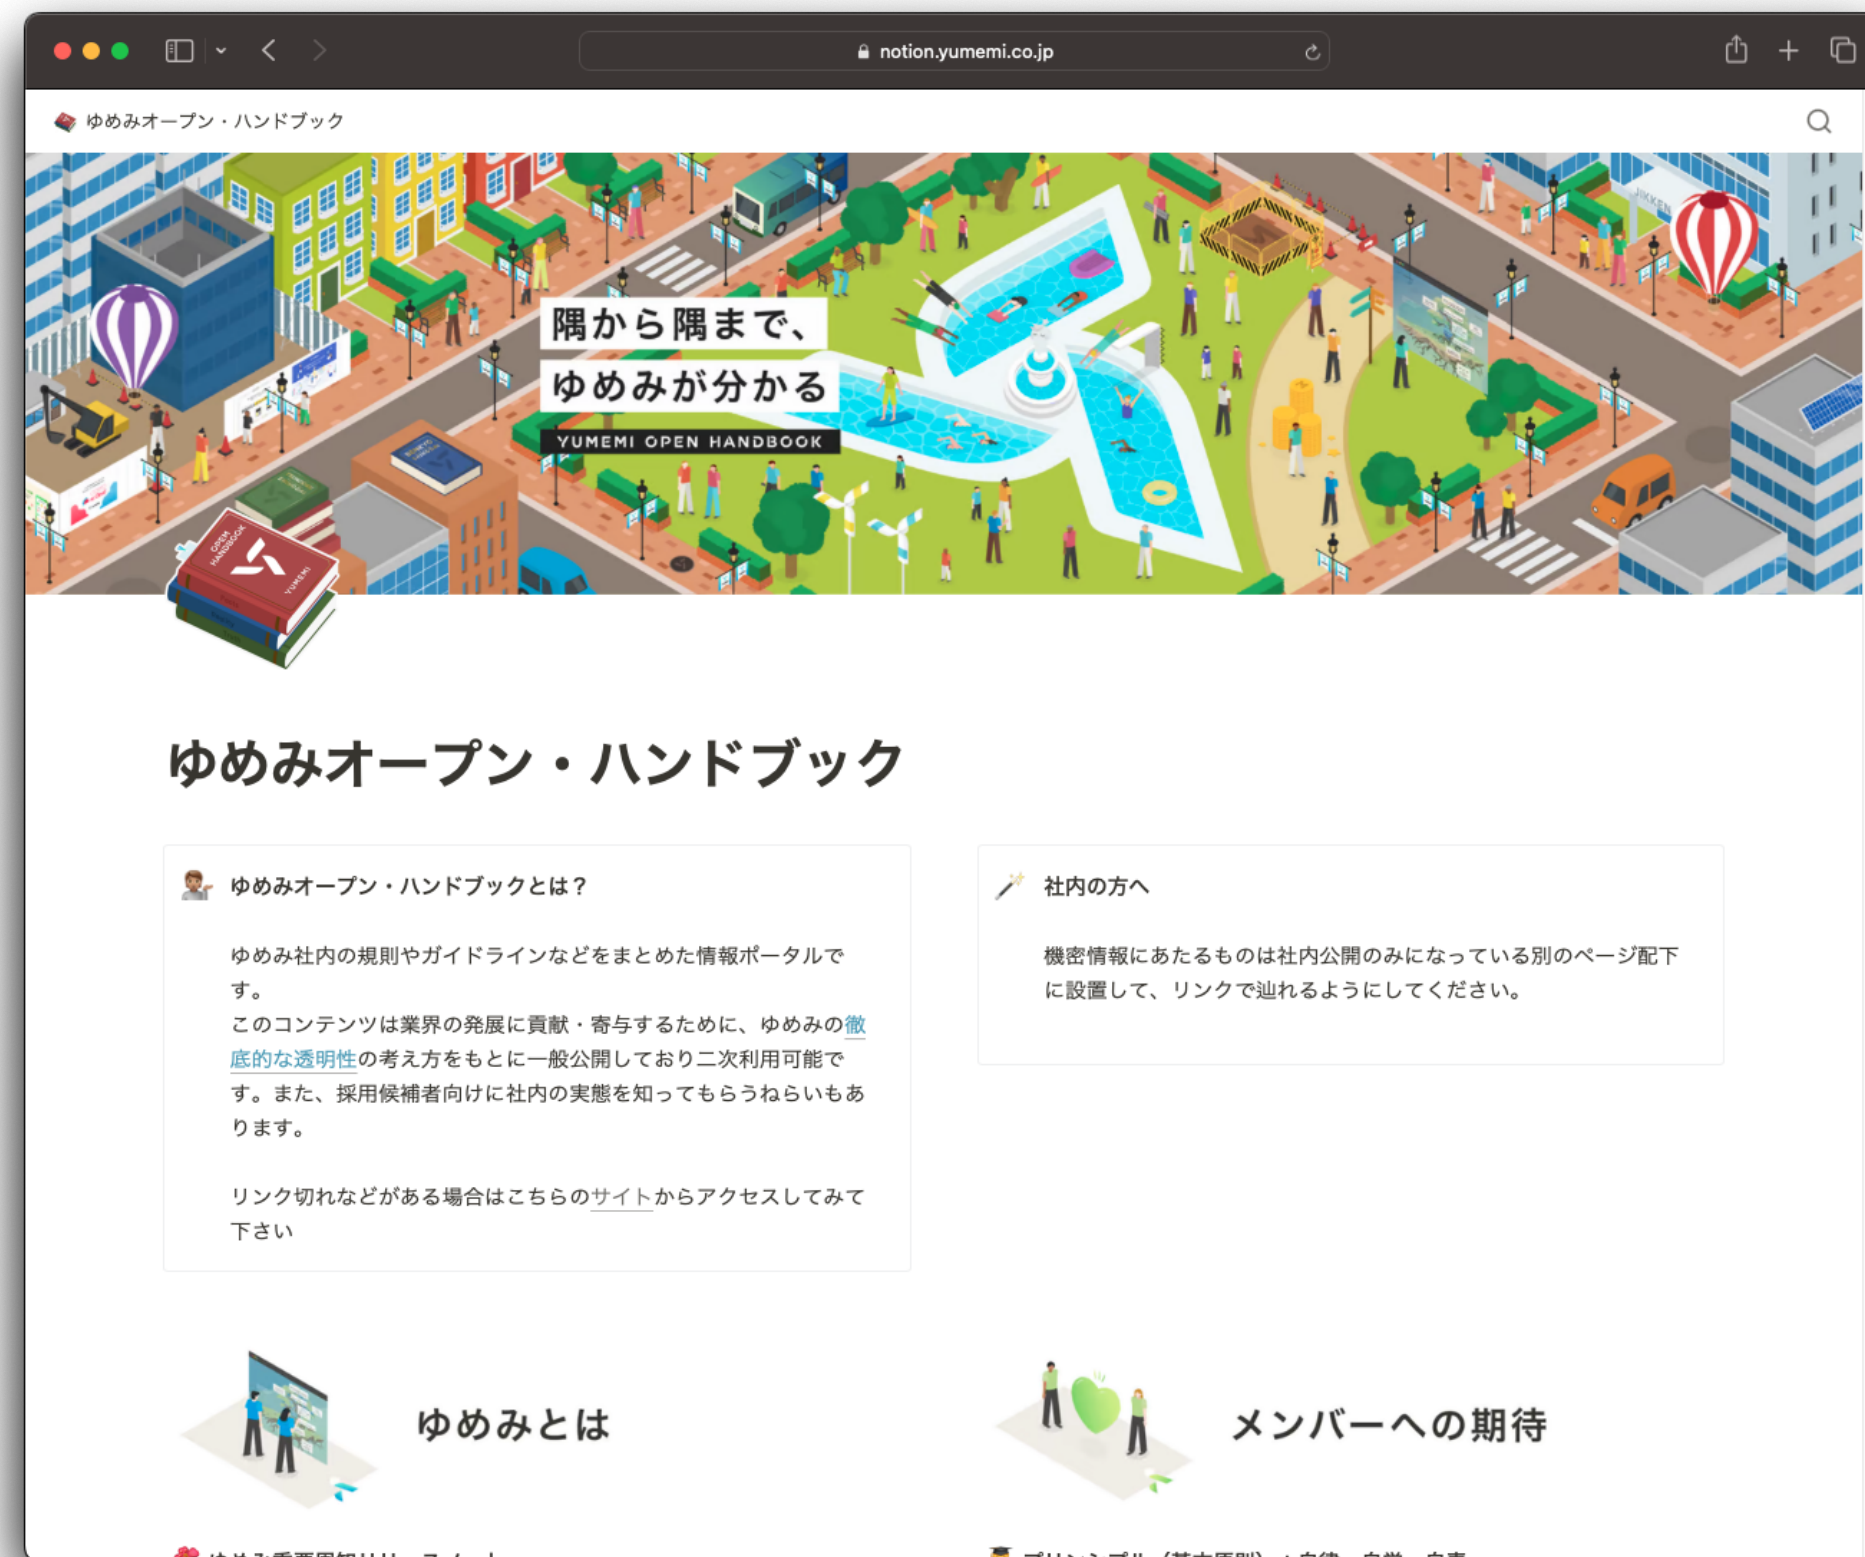 notion.yumemi.co.jp
ゆめみオープン・ハンドブック
JIKKEN
隅から隅まで、
ゆめみが分かる
YUMEMI OPEN HANDBOOK
OPEN
HANDBOOK
YUMEMI
ゆめみオープン・ハンドブック
ゆめみオープン・ハンドブックとは？
ゆめみ社内の規則やガイドラインなどをまとめた情報ポータルで
す。
このコンテンツは業界の発展に貢献・寄与するために、ゆめみの徹
底的な透明性の考え方をもとに一般公開しており二次利用可能で
す。また、採用候補者向けに社内の実態を知ってもらうねらいもあ
ります。
リンク切れなどがある場合はこちらのサイトからアクセスしてみて
下さい
社内の方へ
機密情報にあたるものは社内公開のみになっている別のページ配下
に設置して、リンクで辿れるようにしてください。
ゆめみとは
メンバーへの期待